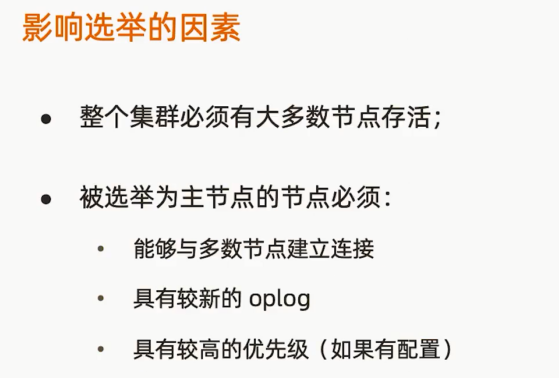 影响选举的因素
整个集群必须有大多数节点存活；
被选举为主节点的节点必须：
能够与多数节点建立连接
具有较新的 oplog
具有较高的优先级（如果有配置）